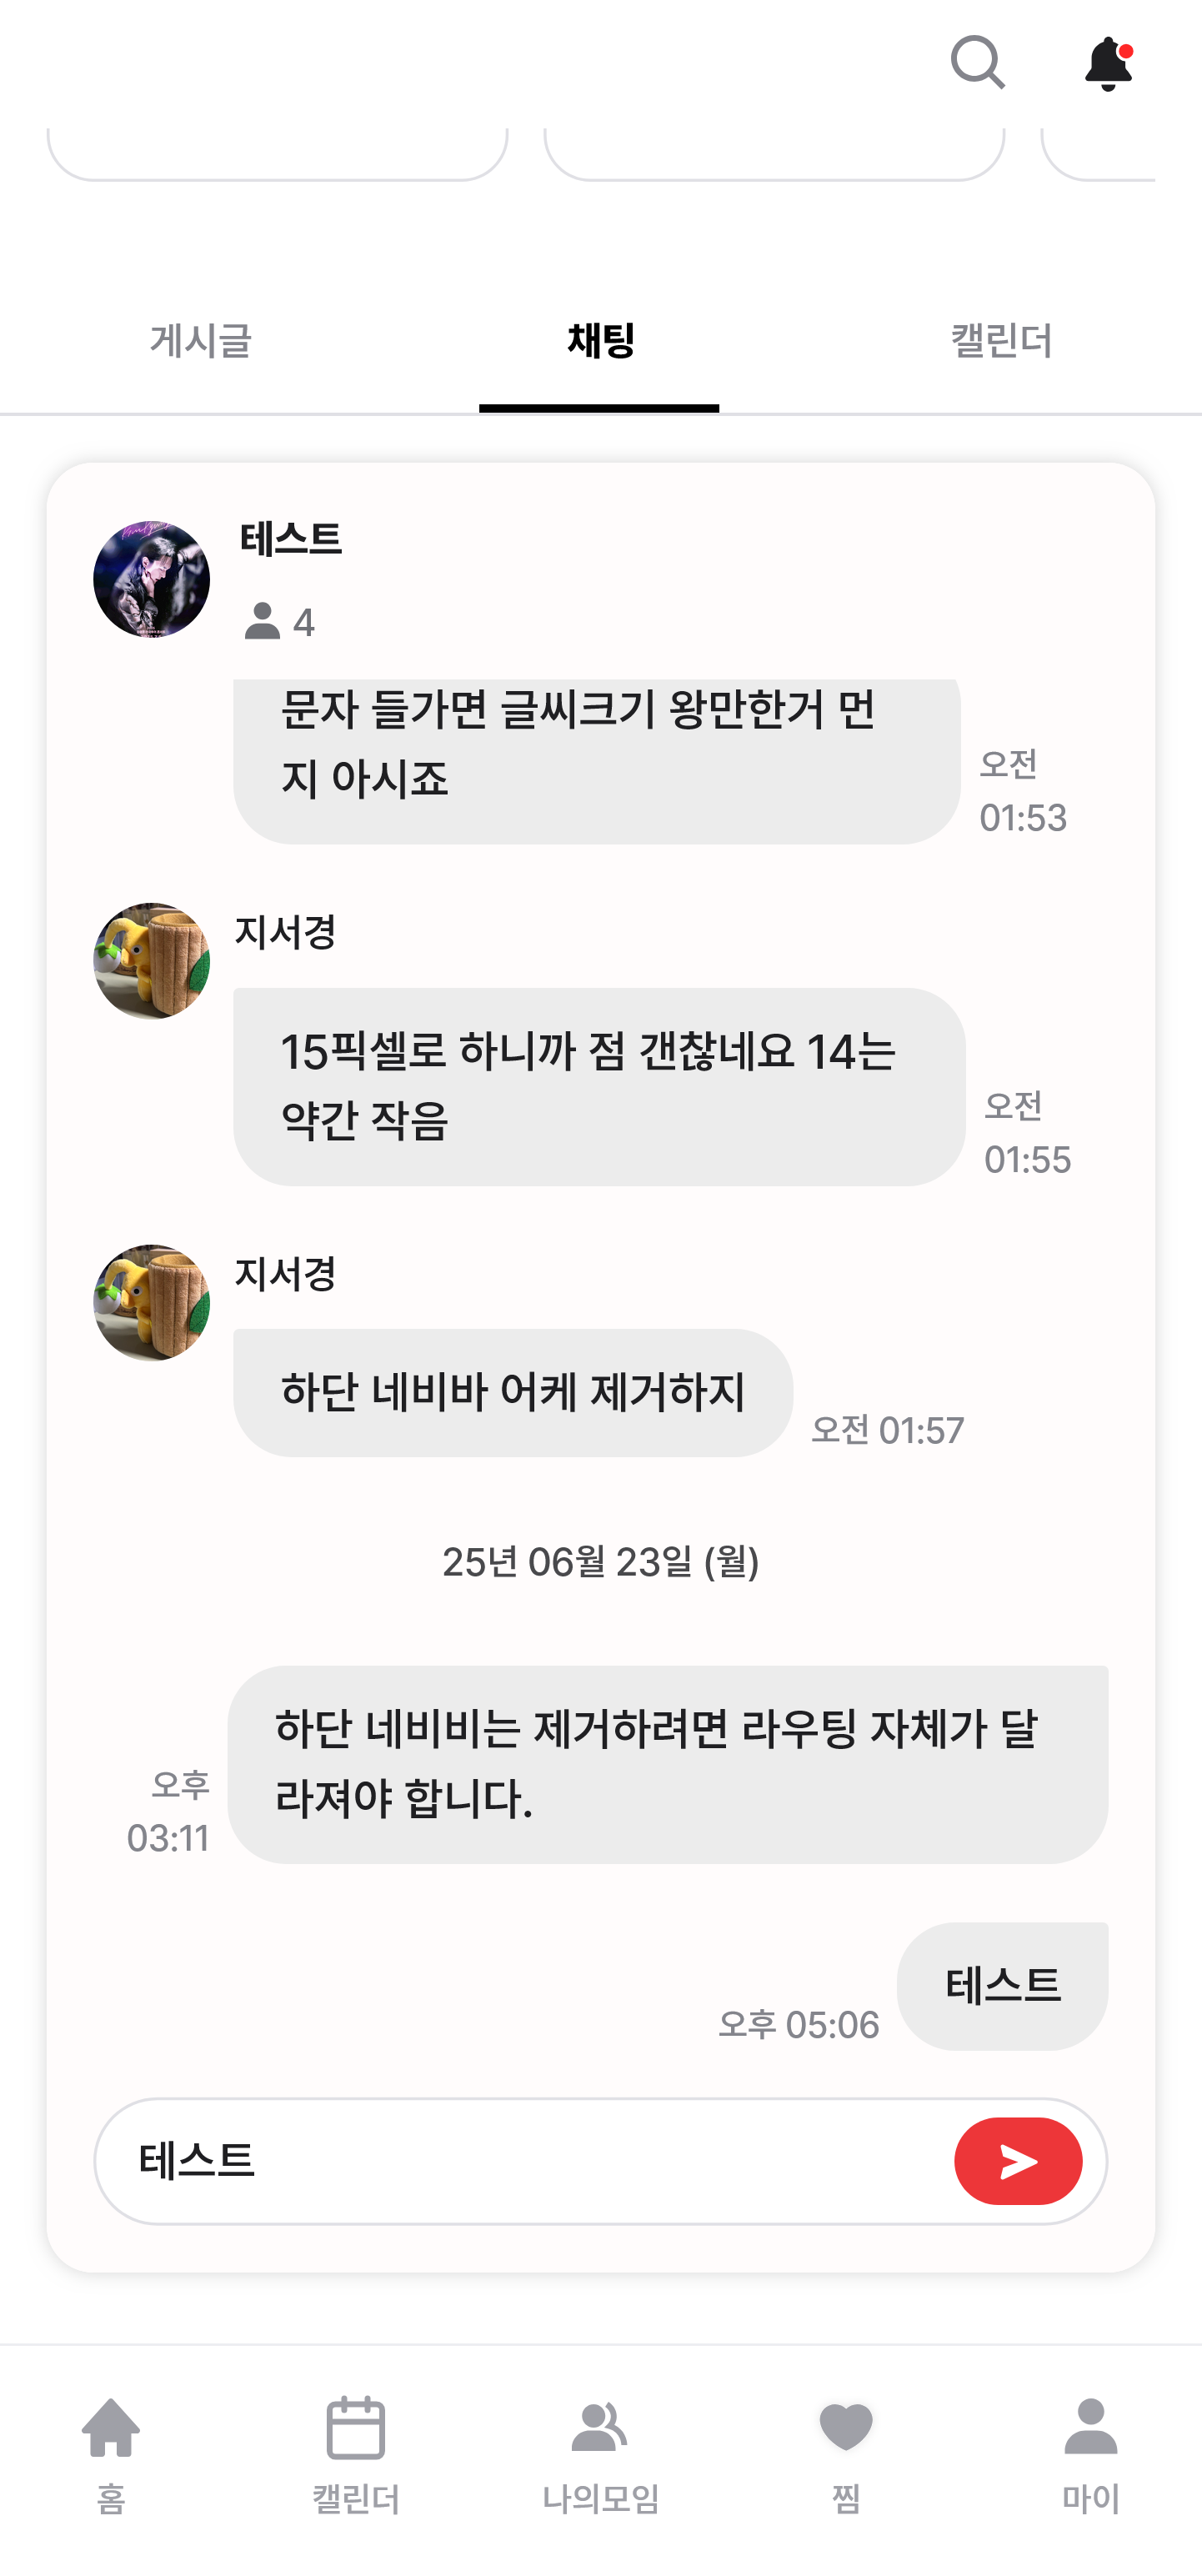 게시글
채팅
캘린더
테스트
4
문자 들가면 글씨크기 왕만한거 먼
지 아시죠
오전
01:53
지서경
15픽셀로 하니까 점 갠찮네요 14는
약간 작음
오전
01:55
지서경
하단 네비바 어케 제거하지
오전 01:57
25년 06월 23일 (월)
하단 네비비는 제거하려면 라우팅 자체가 달
라져야 합니다.
오후
03:11
테스트
오후 05:06
테스트
홈
캘린더
나의모임
찜
마이